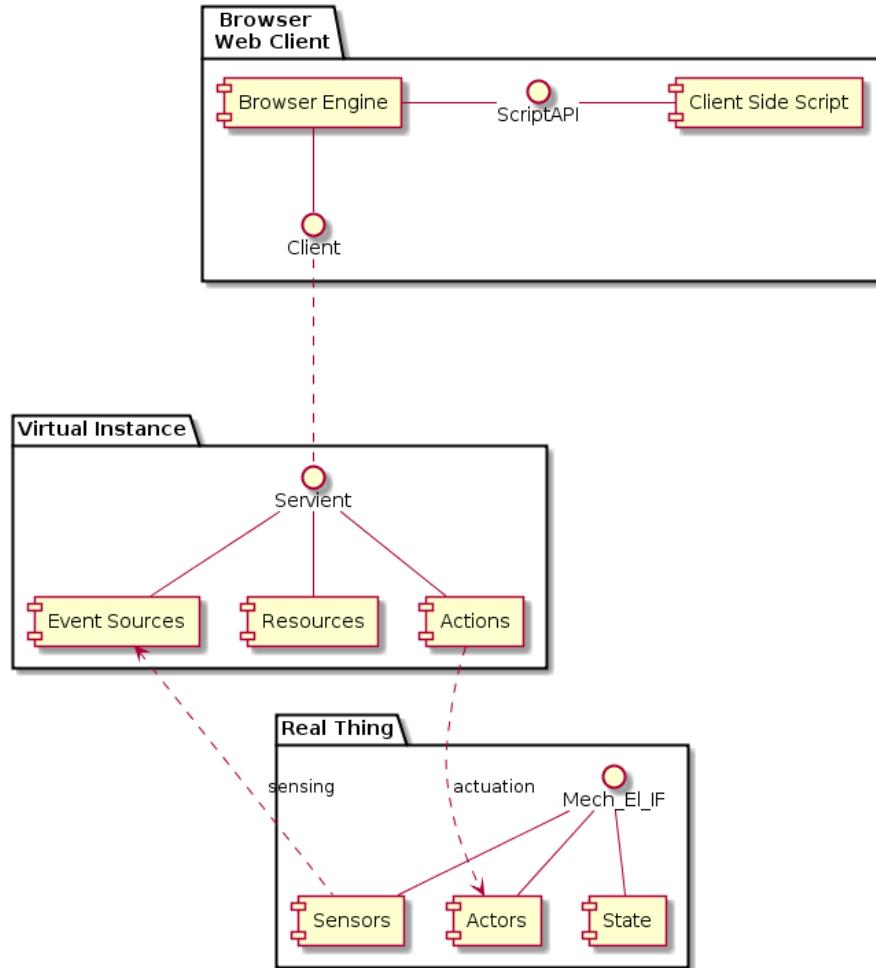 Browser
Web Client
Browser Engine
ScriptAPI
Client Side Script
Client
Virtual Instance
Servient
Event Sources
Resources
Actions
Real Thing
sensing
actuation
Mech_El_IF
Sensors
Actors
State